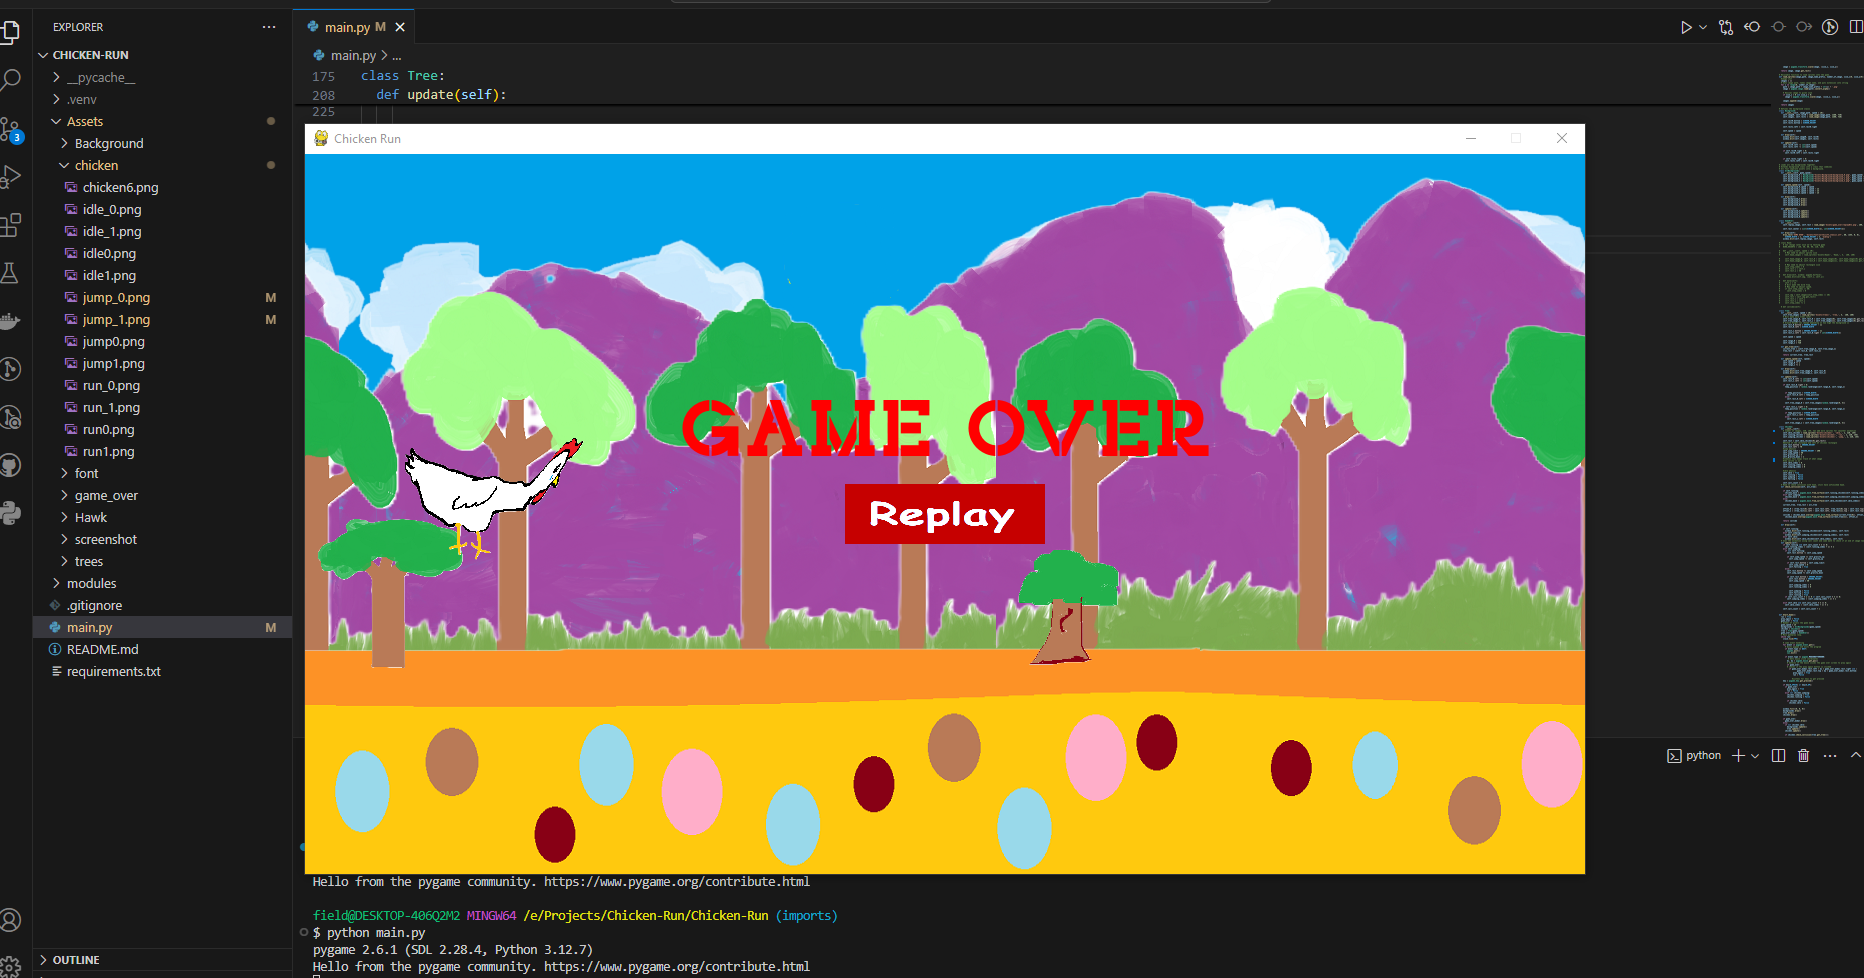 EXPLORER
CHICKEN-RUN
__pycache__
.venv
Assets
Background
chicken
chicken6.png
idle_0.png
idle_1.png
idle0.png
idle1.png
jump_0.png M
jump_1.png M
jump0.png
jump1.png
run_0.png
run_1.png
run0.png
run1.png
font
game_over
Hawk
screenshot
trees
modules
.gitignore
main.py M
README.md
requirements.txt
OUTLINE
3
main.py M
main.py > ...
175 class Tree:
208 def update(self):
225
Chicken Run
GAME OVER
Replay
python
Hello from the pygame community. https://www.pygame.org/contribute.html
field@DESKTOP-406Q2M2 MINGW64 /e/Projects/Chicken-Run/Chicken-Run (imports)
$ python main.py
pygame 2.6.1 (SDL 2.28.4, Python 3.12.7)
Hello from the pygame community. https://www.pygame.org/contribute.html